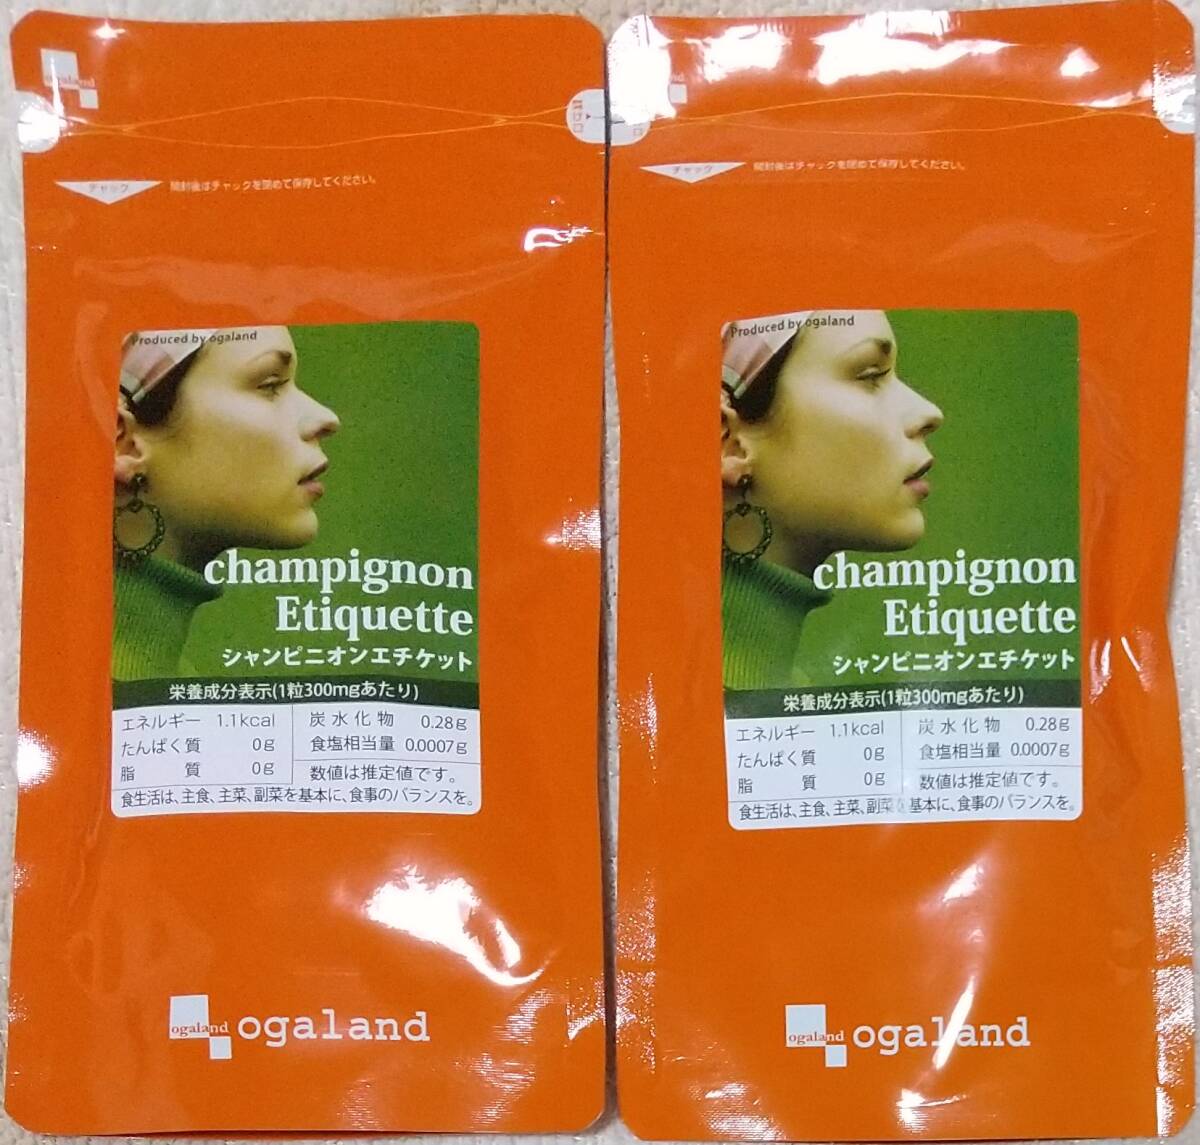 ogaland
開け口
チャック
開封後はチャックを閉めて保存してください。
Produced by ogaland
champignon
Etiquette
シャンピニオンエチケット
栄養成分表示(1粒300mgあたり)
エネルギー 1.1kcal
たんぱく質 0g
脂質 0g
炭水化物 0.28g
食塩相当量 0.0007g
数値は推定値です。
食生活は、主食、主菜、副菜を基本に、食事のバランスを。
ogaland ogaland
チャック
開封後はチャックを閉めて保存してください。
Produced by ogaland
champignon
Etiquette
シャンピニオンエチケット
栄養成分表示(1粒300mgあたり)
エネルギー 1.1kcal
たんぱく質 0g
脂質 0g
炭水化物 0.28g
食塩相当量 0.0007g
数値は推定値です。
食生活は、主食、主菜、副菜を基本に、食事のバランスを。
ogaland ogaland